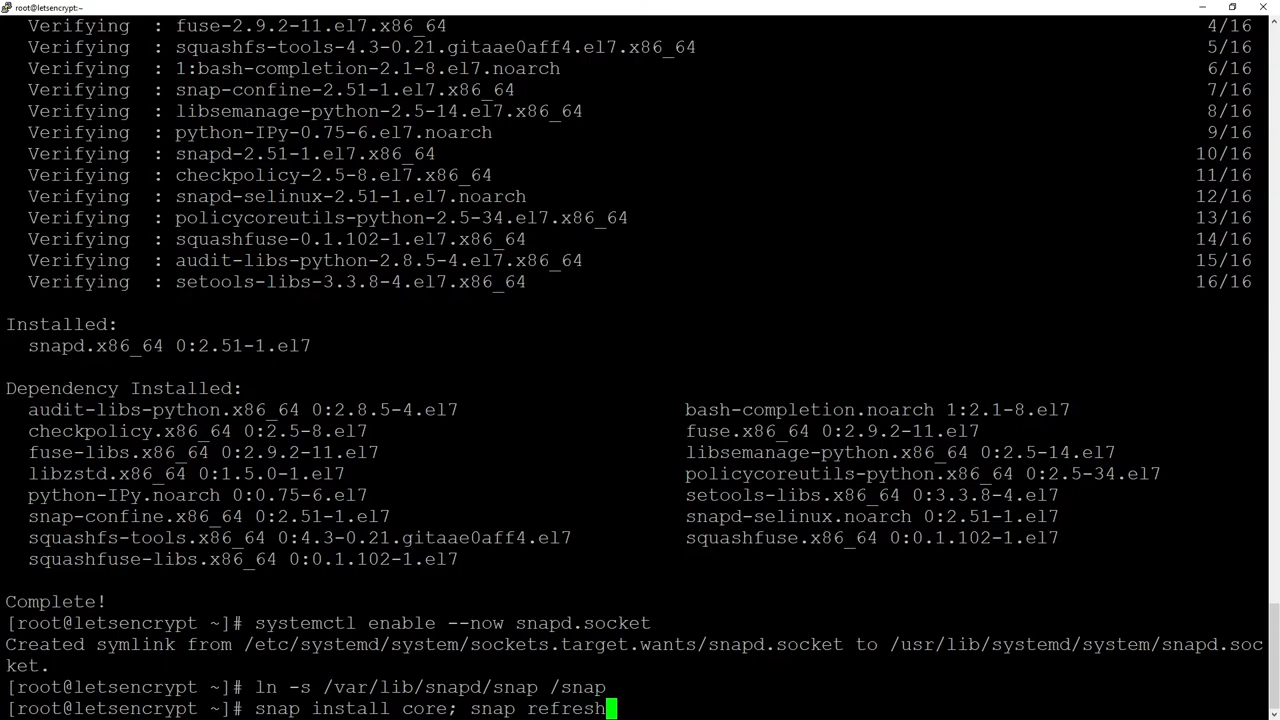 root@letsencrypt:~
Verifying : fuse-2.9.2-11.el7.x86_64 4/16
Verifying : squashfs-tools-4.3-0.21.gitaae0aff4.el7.x86_64 5/16
Verifying : 1:bash-completion-2.1-8.el7.noarch 6/16
Verifying : snap-confine-2.51-1.el7.x86_64 7/16
Verifying : libsemanage-python-2.5-14.el7.x86_64 8/16
Verifying : python-IPy-0.75-6.el7.noarch 9/16
Verifying : snapd-2.51-1.el7.x86_64 10/16
Verifying : checkpolicy-2.5-8.el7.x86_64 11/16
Verifying : snapd-selinux-2.51-1.el7.noarch 12/16
Verifying : policycoreutils-python-2.5-34.el7.x86_64 13/16
Verifying : squashfuse-0.1.102-1.el7.x86_64 14/16
Verifying : audit-libs-python-2.8.5-4.el7.x86_64 15/16
Verifying : setools-libs-3.3.8-4.el7.x86_64 16/16
Installed:
snapd.x86_64 0:2.51-1.el7
Dependency Installed:
audit-libs-python.x86_64 0:2.8.5-4.el7 bash-completion.noarch 1:2.1-8.el7
checkpolicy.x86_64 0:2.5-8.el7 fuse.x86_64 0:2.9.2-11.el7
fuse-libs.x86_64 0:2.9.2-11.el7 libsemanage-python.x86_64 0:2.5-14.el7
libzstd.x86_64 0:1.5.0-1.el7 policycoreutils-python.x86_64 0:2.5-34.el7
python-IPy.noarch 0:0.75-6.el7 setools-libs.x86_64 0:3.3.8-4.el7
snap-confine.x86_64 0:2.51-1.el7 snapd-selinux.noarch 0:2.51-1.el7
squashfs-tools.x86_64 0:4.3-0.21.gitaae0aff4.el7 squashfuse.x86_64 0:0.1.102-1.el7
squashfuse-libs.x86_64 0:0.1.102-1.el7
Complete!
[root@letsencrypt ~]# systemctl enable --now snapd.socket
Created symlink from /etc/systemd/system/sockets.target.wants/snapd.socket to /usr/lib/systemd/system/snapd.soc
ket.
[root@letsencrypt ~]# ln -s /var/lib/snapd/snap /snap
[root@letsencrypt ~]# snap install core; snap refresh